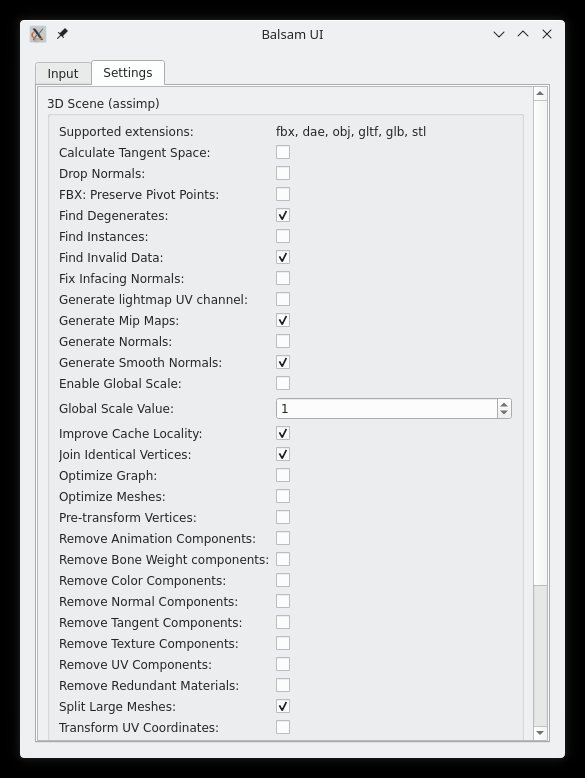 Balsam UI
Input Settings
3D Scene (assimp)
Supported extensions: fbx, dae, obj, gltf, glb, stl
Calculate Tangent Space:
Drop Normals:
FBX: Preserve Pivot Points:
Find Degenerates:
Find Instances:
Find Invalid Data:
Fix Infacing Normals:
Generate lightmap UV channel:
Generate Mip Maps:
Generate Normals:
Generate Smooth Normals:
Enable Global Scale:
Global Scale Value: 1
Improve Cache Locality:
Join Identical Vertices:
Optimize Graph:
Optimize Meshes:
Pre-transform Vertices:
Remove Animation Components:
Remove Bone Weight components:
Remove Color Components:
Remove Normal Components:
Remove Tangent Components:
Remove Texture Components:
Remove UV Components:
Remove Redundant Materials:
Split Large Meshes:
Transform UV Coordinates: